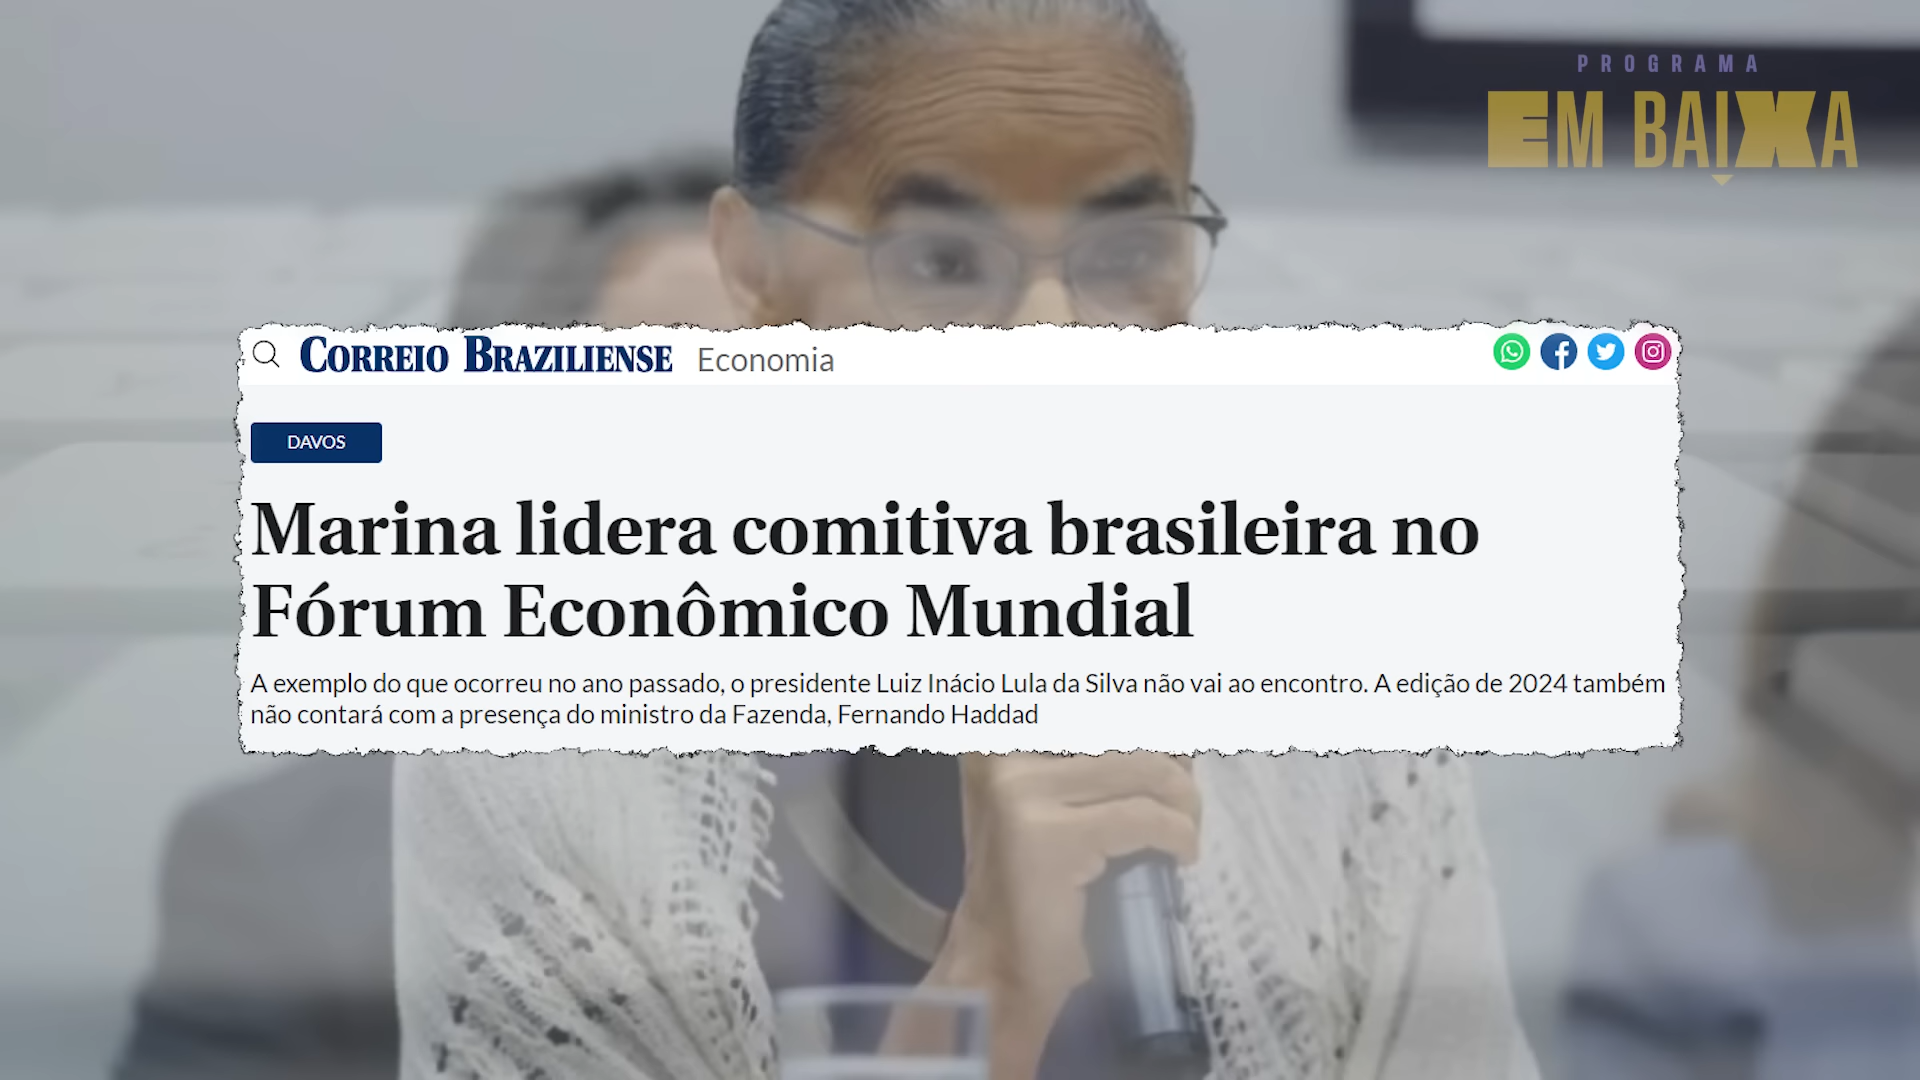 PROGRAMA
EM BAIXA
CORREIO BRAZILIENSE Economia
DAVOS
Marina lidera comitiva brasileira no
Fórum Econômico Mundial
A exemplo do que ocorreu no ano passado, o presidente Luiz Inácio Lula da Silva não vai ao encontro. A edição de 2024 também
não contará com a presença do ministro da Fazenda, Fernando Haddad